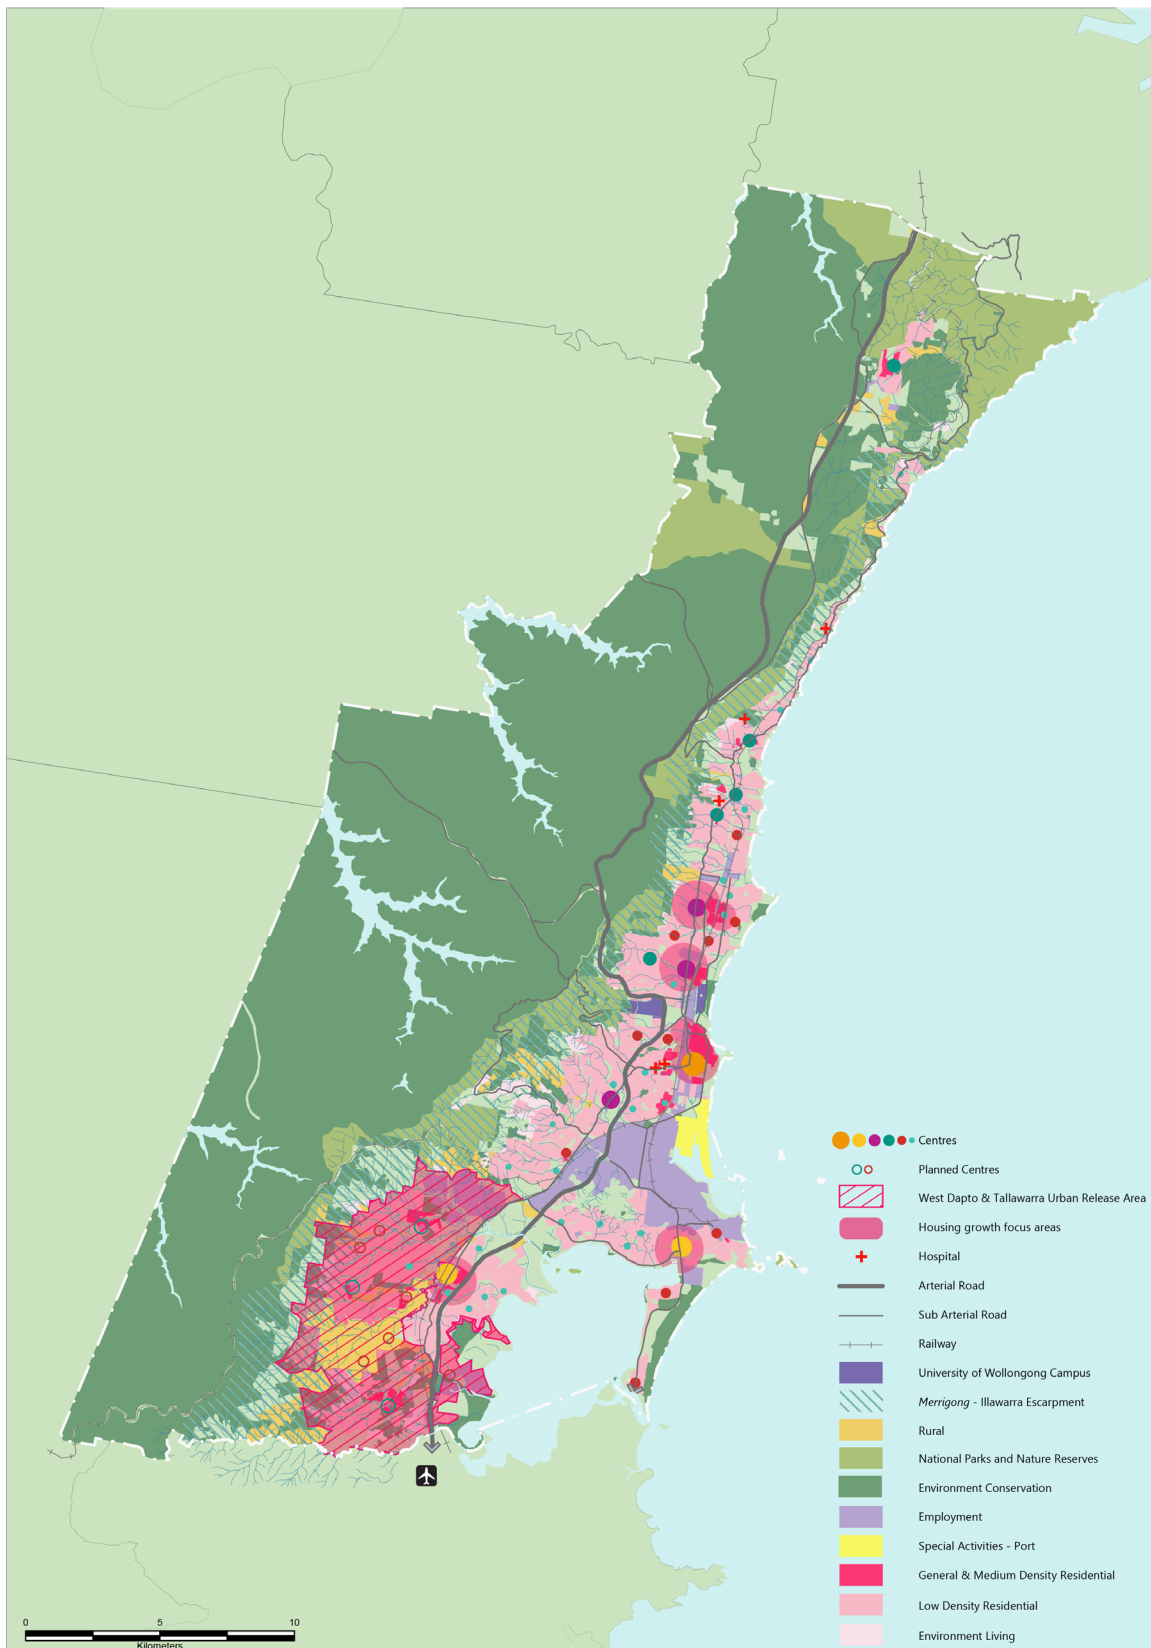 Centres
Planned Centres
West Dapto & Tallawarra Urban Release Area
Housing growth focus areas
Hospital
Arterial Road
Sub Arterial Road
Railway
University of Wollongong Campus
Merrigong - Illawarra Escarpment
Rural
National Parks and Nature Reserves
Environment Conservation
Employment
Special Activities - Port
General & Medium Density Residential
Low Density Residential
Environment Living
0 5 10
Kilometers